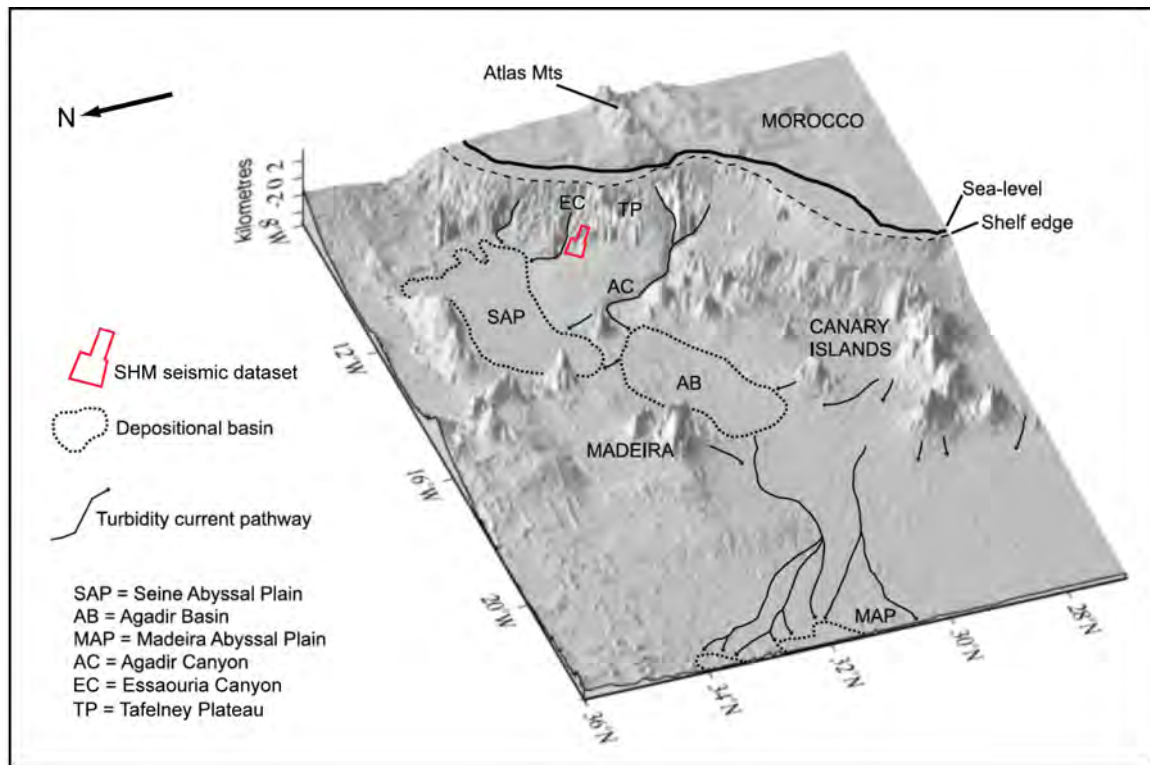 Atlas Mts
N
MOROCCO
kilometres
2
0
-2
-8
Sea-level
Shelf edge
EC
TP
AC
SAP
CANARY
ISLANDS
12°W
SHM seismic dataset
AB
Depositional basin
MADEIRA
16°W
Turbidity current pathway
20°W
SAP = Seine Abyssal Plain
AB = Agadir Basin
MAP = Madeira Abyssal Plain
AC = Agadir Canyon
EC = Essaouria Canyon
TP = Tafelney Plateau
MAP
28°N
30°N
32°N
34°N
36°N